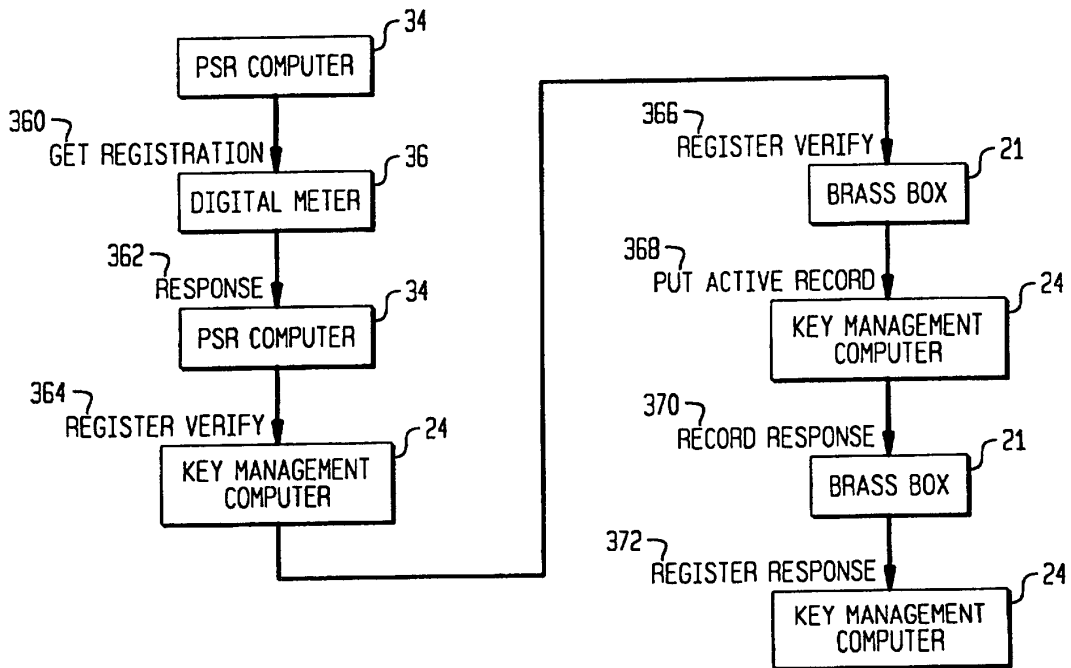 34
PSR COMPUTER
360
GET REGISTRATION
36
DIGITAL METER
362
RESPONSE
34
PSR COMPUTER
364
REGISTER VERIFY
24
KEY MANAGEMENT
COMPUTER
366
REGISTER VERIFY
21
BRASS BOX
368
PUT ACTIVE RECORD
24
KEY MANAGEMENT
COMPUTER
370
RECORD RESPONSE
21
BRASS BOX
372
REGISTER RESPONSE
24
KEY MANAGEMENT
COMPUTER